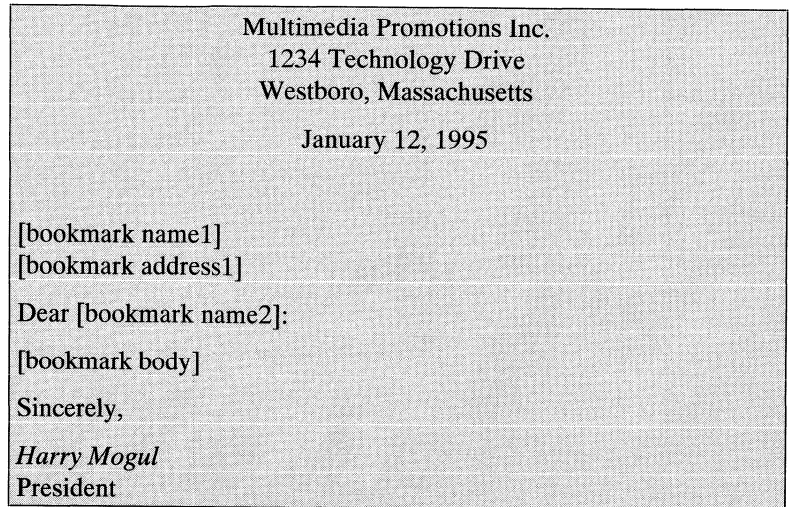 Multimedia Promotions Inc.
1234 Technology Drive
Westboro, Massachusetts
January 12, 1995
[bookmark name1]
[bookmark address1]
Dear [bookmark name2]:
[bookmark body]
Sincerely,
Harry Mogul
President